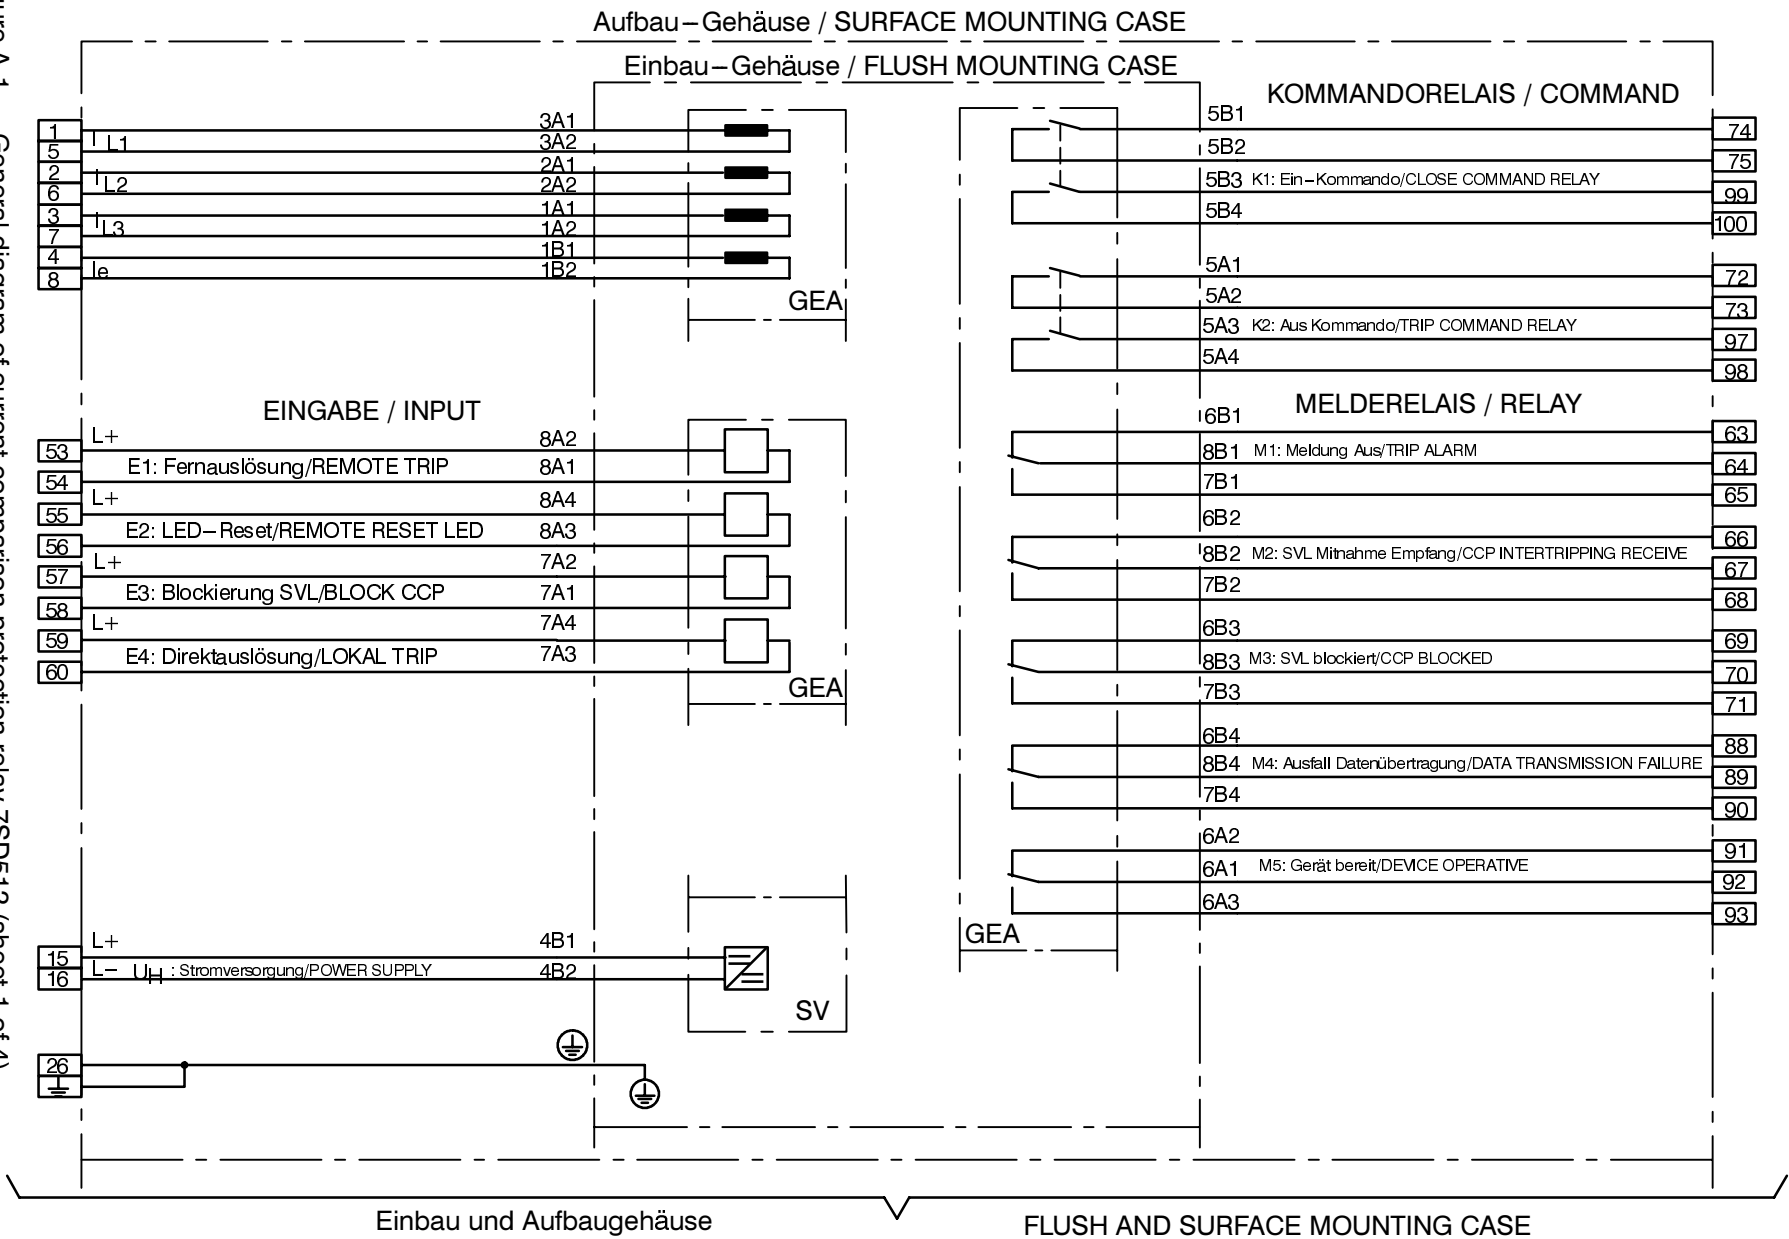 Aufbau–Gehäuse / SURFACE MOUNTING CASE
Einbau–Gehäuse / FLUSH MOUNTING CASE
KOMMANDORELAIS / COMMAND
1 3A1
I L1
5 3A2
2 2A1
I L2
6 2A2
3 1A1
I L3
7 1A2
4 1B1
8 Ie 1B2
GEA
5B1 74
5B2 75
5B3 K1: Ein–Kommando/CLOSE COMMAND RELAY 99
5B4 100
5A1 72
5A2 73
5A3 K2: Aus Kommando/TRIP COMMAND RELAY 97
5A4 98
EINGABE / INPUT
53 L+ 8A2
E1: Fernauslösung/REMOTE TRIP 8A1
54
55 L+ 8A4
E2: LED–Reset/REMOTE RESET LED 8A3
56
57 L+ 7A2
E3: Blockierung SVL/BLOCK CCP 7A1
58
59 L+ 7A4
E4: Direktauslösung/LOKAL TRIP 7A3
60
GEA
MELDERELAIS / RELAY
6B1 63
8B1 M1: Meldung Aus/TRIP ALARM 64
7B1 65
6B2 66
8B2 M2: SVL Mitnahme Empfang/CCP INTERTRIPPING RECEIVE 67
7B2 68
6B3 69
8B3 M3: SVL blockiert/CCP BLOCKED 70
7B3 71
6B4 88
8B4 M4: Ausfall Datenübertragung/DATA TRANSMISSION FAILURE 89
7B4 90
6A2 91
6A1 M5: Gerät bereit/DEVICE OPERATIVE 92
6A3 93
GEA
15 L+ 4B1
16 L– UH : Stromversorgung/POWER SUPPLY 4B2
SV
26
Einbau und Aufbaugehäuse
FLUSH AND SURFACE MOUNTING CASE